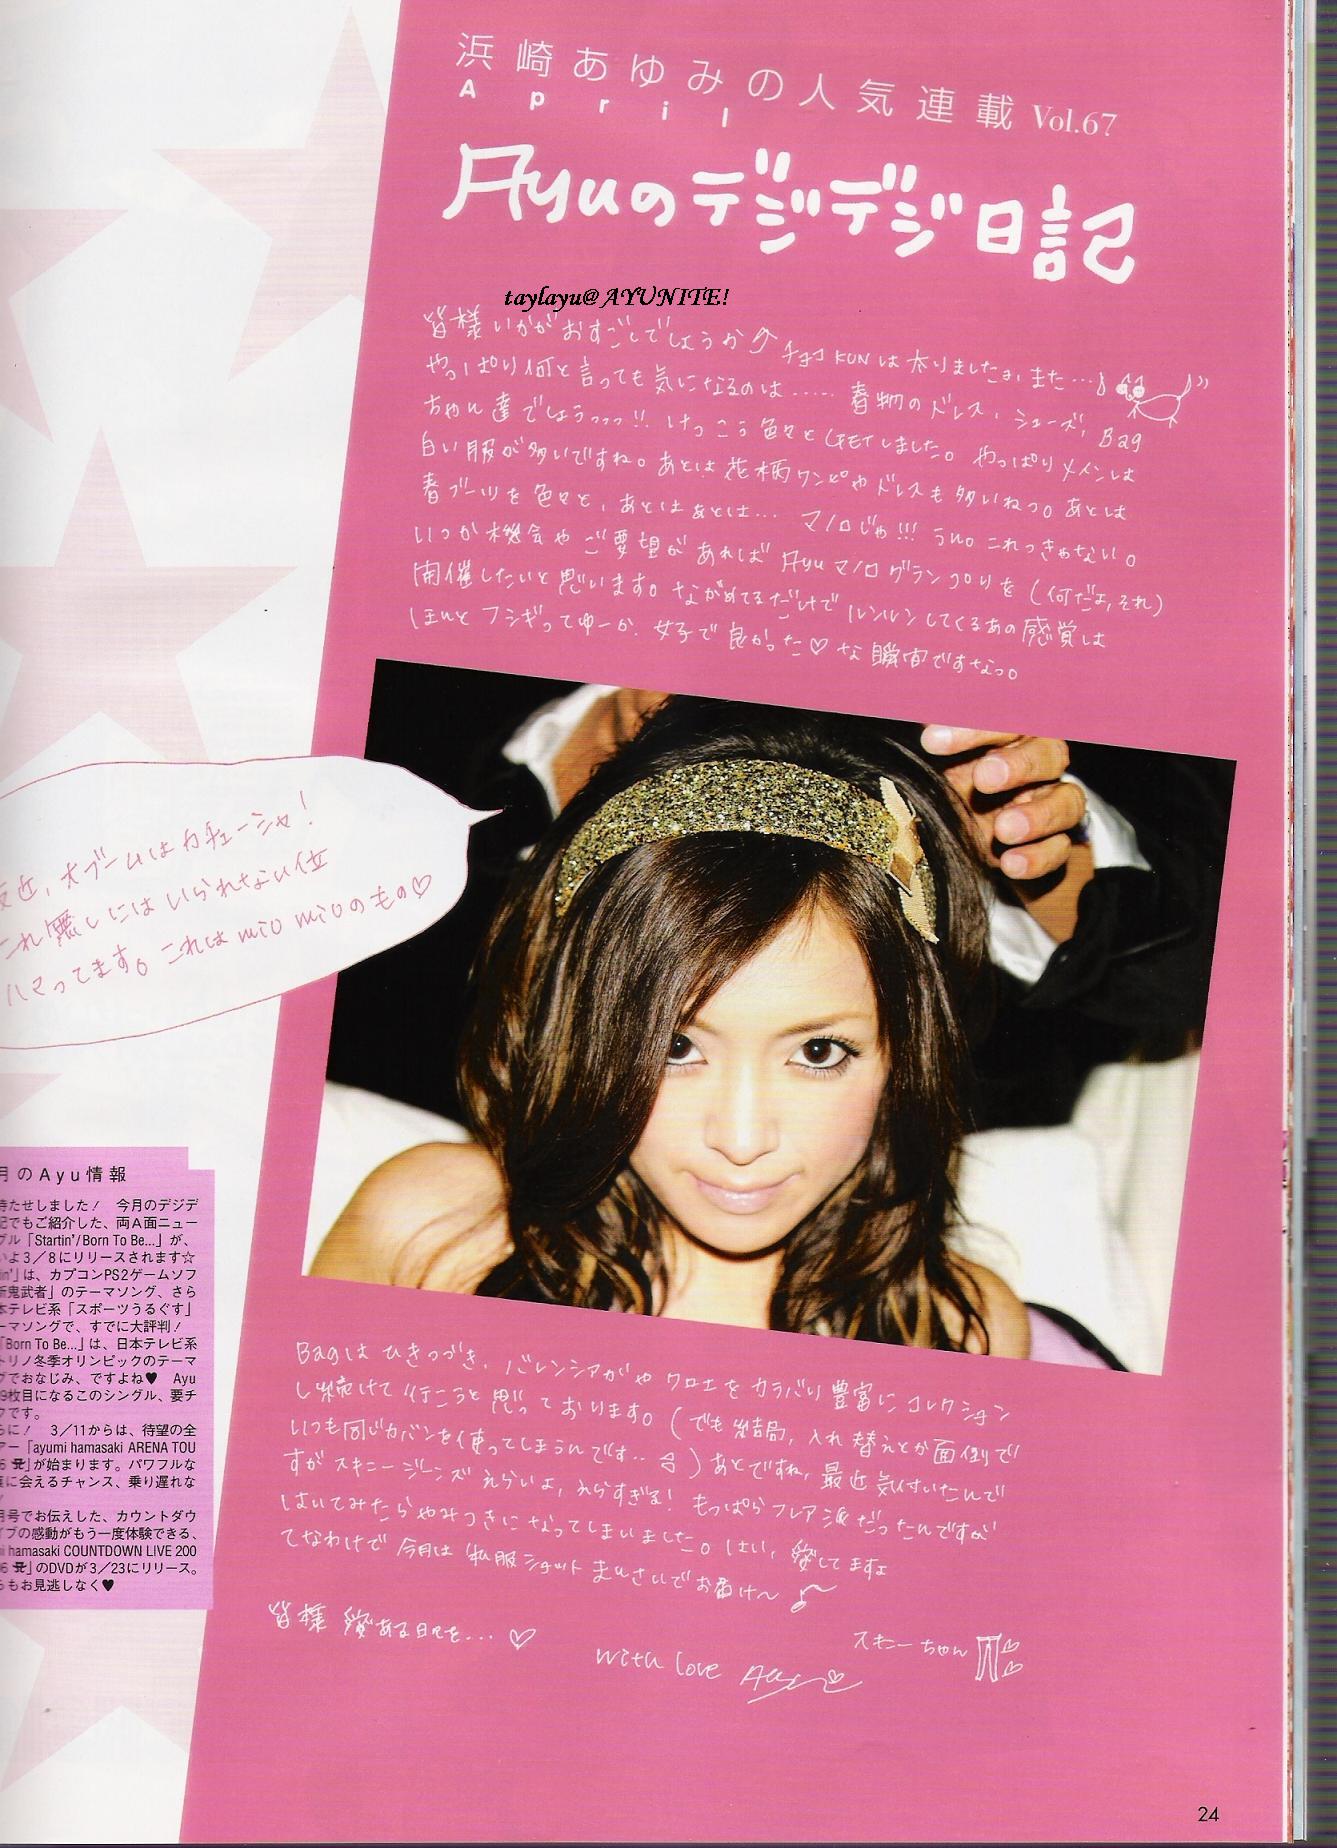 浜崎あゆみの人気連載 Vol.67
April
Ayuのデジデジ日記
taylayu@AYUNITE!
皆様いかがおすごしでしょうか チョコKUNは太りましたョ、また…♪
やっぱり何と言っても気になるのは…… 春物のドレス、シューズ、Bag
ちゃん達でしょうっっっ!! けっこう色々とGETしました。やっぱりメインは
白い服が多いですね。あとは花柄ワンピやドレスも多いねっ。あとは
春ブーツを色々と、あとはあとは… マノロじゃ!!! うん。これっきゃない。
いつか機会やご要望があれば Ayuマノログランプリを(何だョ,それ)
開催したいと思います。ながめてるだけでルンルンしてくるあの感覚は
ほんとフシギってゆーか、女子で良かった♡な瞬間ですなっ。
近,大ブームはカチューシャ!
これ無しにはいられない位
ハマってます。これはmio mioのもの♡
月のAyu情報
待たせしました! 今月のデジデ
記でもご紹介した、両A面ニュー
グル「Startin'/Born To Be...」が、
いよ3/8にリリースされます☆
in'」は、カプコンPS2ゲームソフ
新鬼武者」のテーマソング、さら
本テレビ系「スポーツうるぐす」
ーマソングで、すでに大評判!
「Born To Be...」は、日本テレビ系
トリノ冬季オリンピックのテーマ
グでおなじみ、ですよね♥ Ayu
9枚目になるこのシングル、要チ
クです。
らに! 3/11からは、待望の全
アー「ayumi hamasaki ARENA TOU
6 A」が始まります。パワフルな
に会えるチャンス、乗り遅れな
!
月号でお伝えした、カウントダウ
イブの感動がもう一度体験できる、
i hamasaki COUNTDOWN LIVE 200
06 A」のDVDが3/23にリリース。
らもお見逃しなく♥
Bagはひきつづき、バレンシアガやクロエをカラバリ豊富にコレクション
し続けて行こうと思っております。(でも結局,入れ替えとか面倒で
いつも同じカバンを使ってしまうんです‥) あとですね,最近気付いたんで
すがスキニージーンズえらいよ,えらすぎる! もっぱらフレア派だったんですが
はいてみたらやみつきになってしまいました。はい,愛してますョ
てなわけで今月は私服ショットまんさいでお届け〜♪
皆様 愛ある日々を…♡
スキニーちゃん
with love Ayu
24